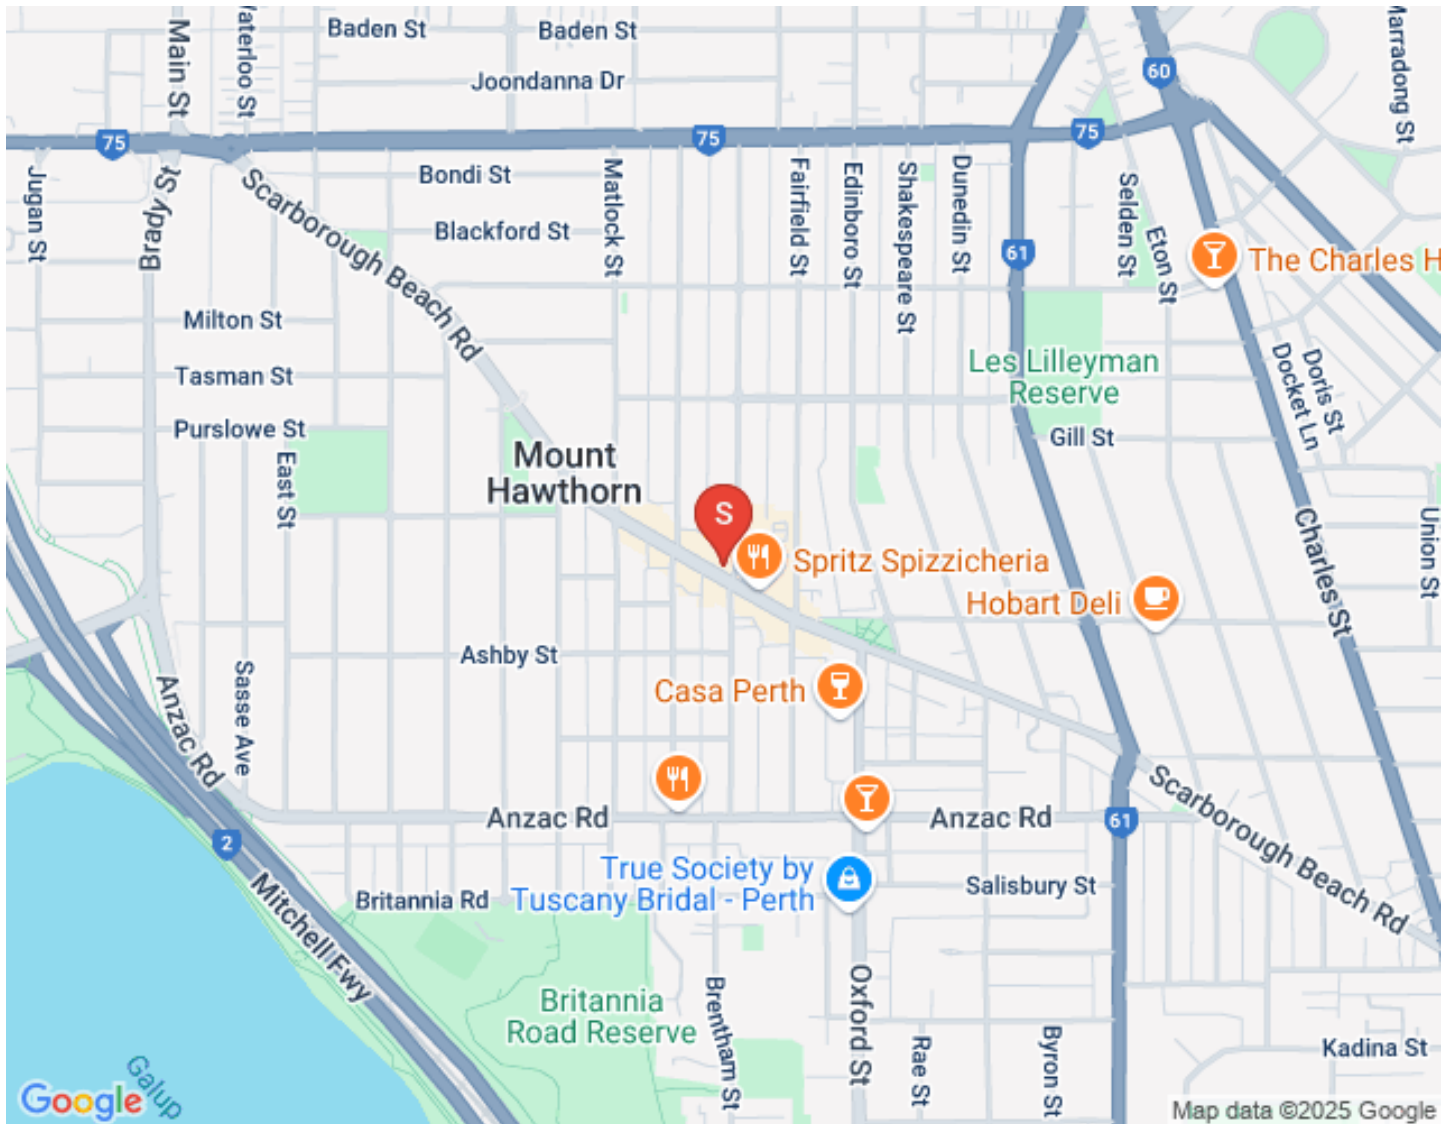 Baden St
Baden St
Main St
Waterloo St
Joondanna Dr
60
Marradong St
75
75
75
Jugan St
Brady St
Scarborough Beach Rd
Bondi St
Matlock St
Blackford St
Fairfield St
Edinboro St
Shakespeare St
Dunedin St
61
Selden St
Eton St
The Charles H
Milton St
Tasman St
Purslowe St
East St
Les Lilleyman
Reserve
Gill St
Doris St
Docket Ln
Mount
Hawthorn
S
Spritz Spizzicheria
Hobart Deli
Charles St
Union St
Ashby St
Casa Perth
Sasse Ave
Anzac Rd
Anzac Rd
Anzac Rd
61
Scarborough Beach Rd
2
Mitchell Fwy
True Society by
Tuscany Bridal - Perth
Salisbury St
Britannia Rd
Britannia
Road Reserve
Brentham St
Oxford St
Rae St
Byron St
Kadina St
Galup
Google
Map data ©2025 Google